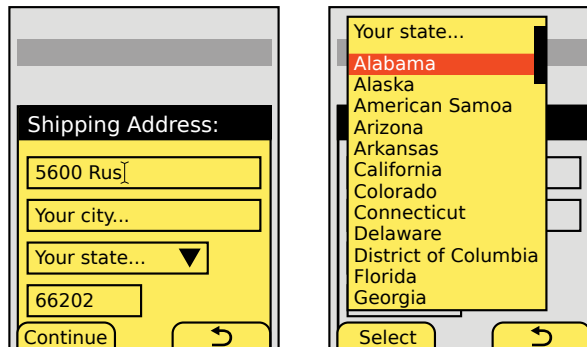 Shipping Address:
5600 Rus
Your city...
Your state...
66202
Continue
Your state...
Alabama
Alaska
American Samoa
Arizona
Arkansas
California
Colorado
Connecticut
Delaware
District of Columbia
Florida
Georgia
Select